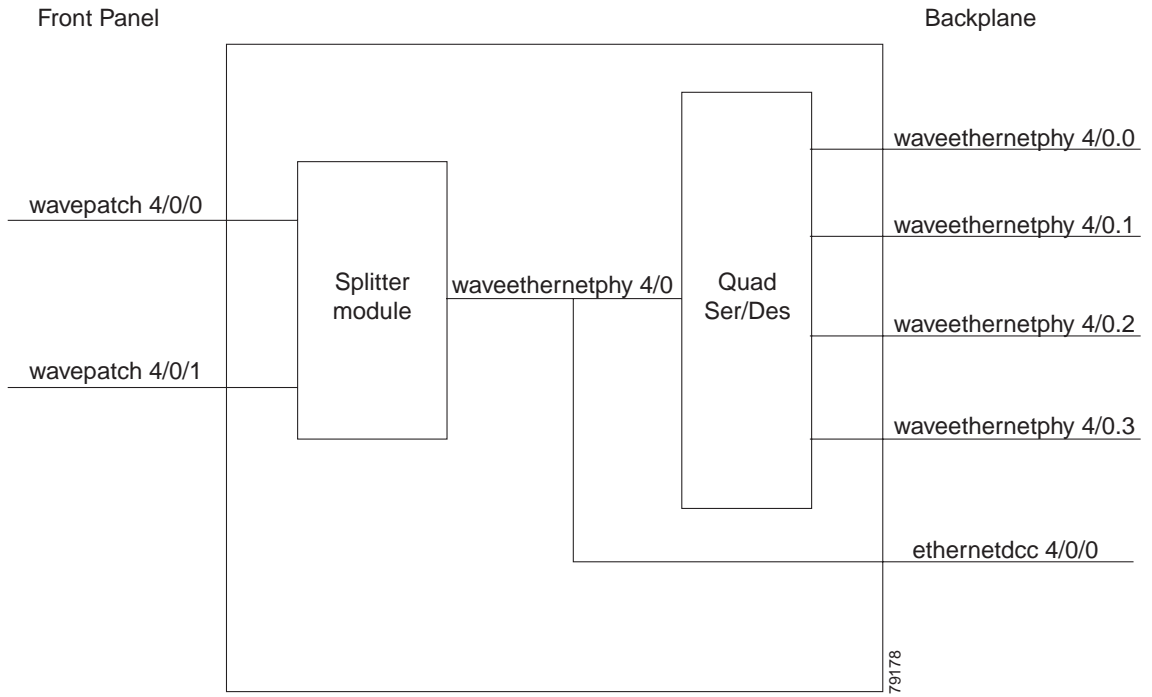 Front Panel
Backplane
waveethernetphy 4/0.0
wavepatch 4/0/0
waveethernetphy 4/0.1
Splitter
module
waveethernetphy 4/0
Quad
Ser/Des
waveethernetphy 4/0.2
wavepatch 4/0/1
waveethernetphy 4/0.3
ethernetdcc 4/0/0
79178